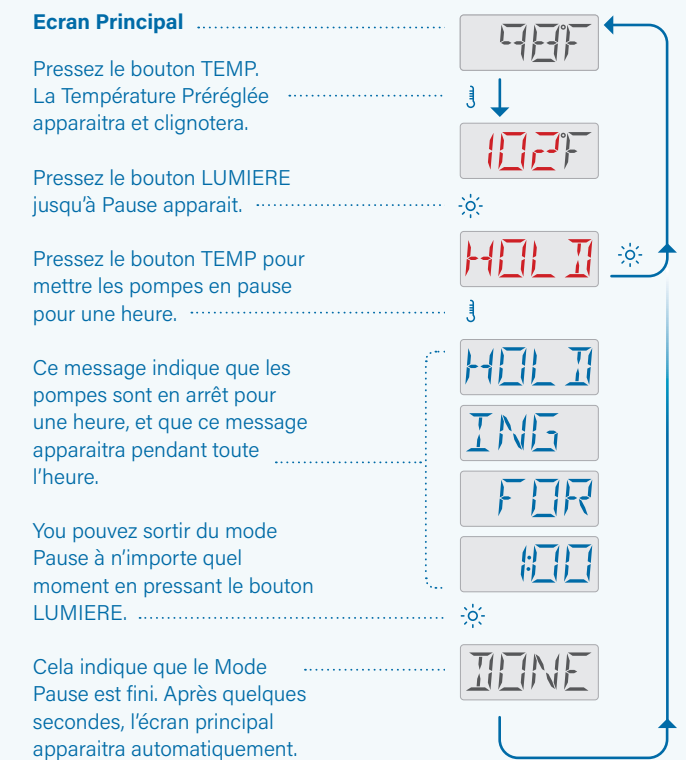 Ecran Principal
98°F
Pressez le bouton TEMP.
La Température Préréglée
apparaitra et clignotera.
102°F
Pressez le bouton LUMIERE
jusqu'à Pause apparait.
HOLD
Pressez le bouton TEMP pour
mettre les pompes en pause
pour une heure.
Ce message indique que les
pompes sont en arrêt pour
une heure, et que ce message
apparaitra pendant toute
l'heure.
HOLD
ING
FOR
1:00
You pouvez sortir du mode
Pause à n'importe quel
moment en pressant le bouton
LUMIERE.
Cela indique que le Mode
Pause est fini. Après quelques
secondes, l'écran principal
apparaitra automatiquement.
DONE